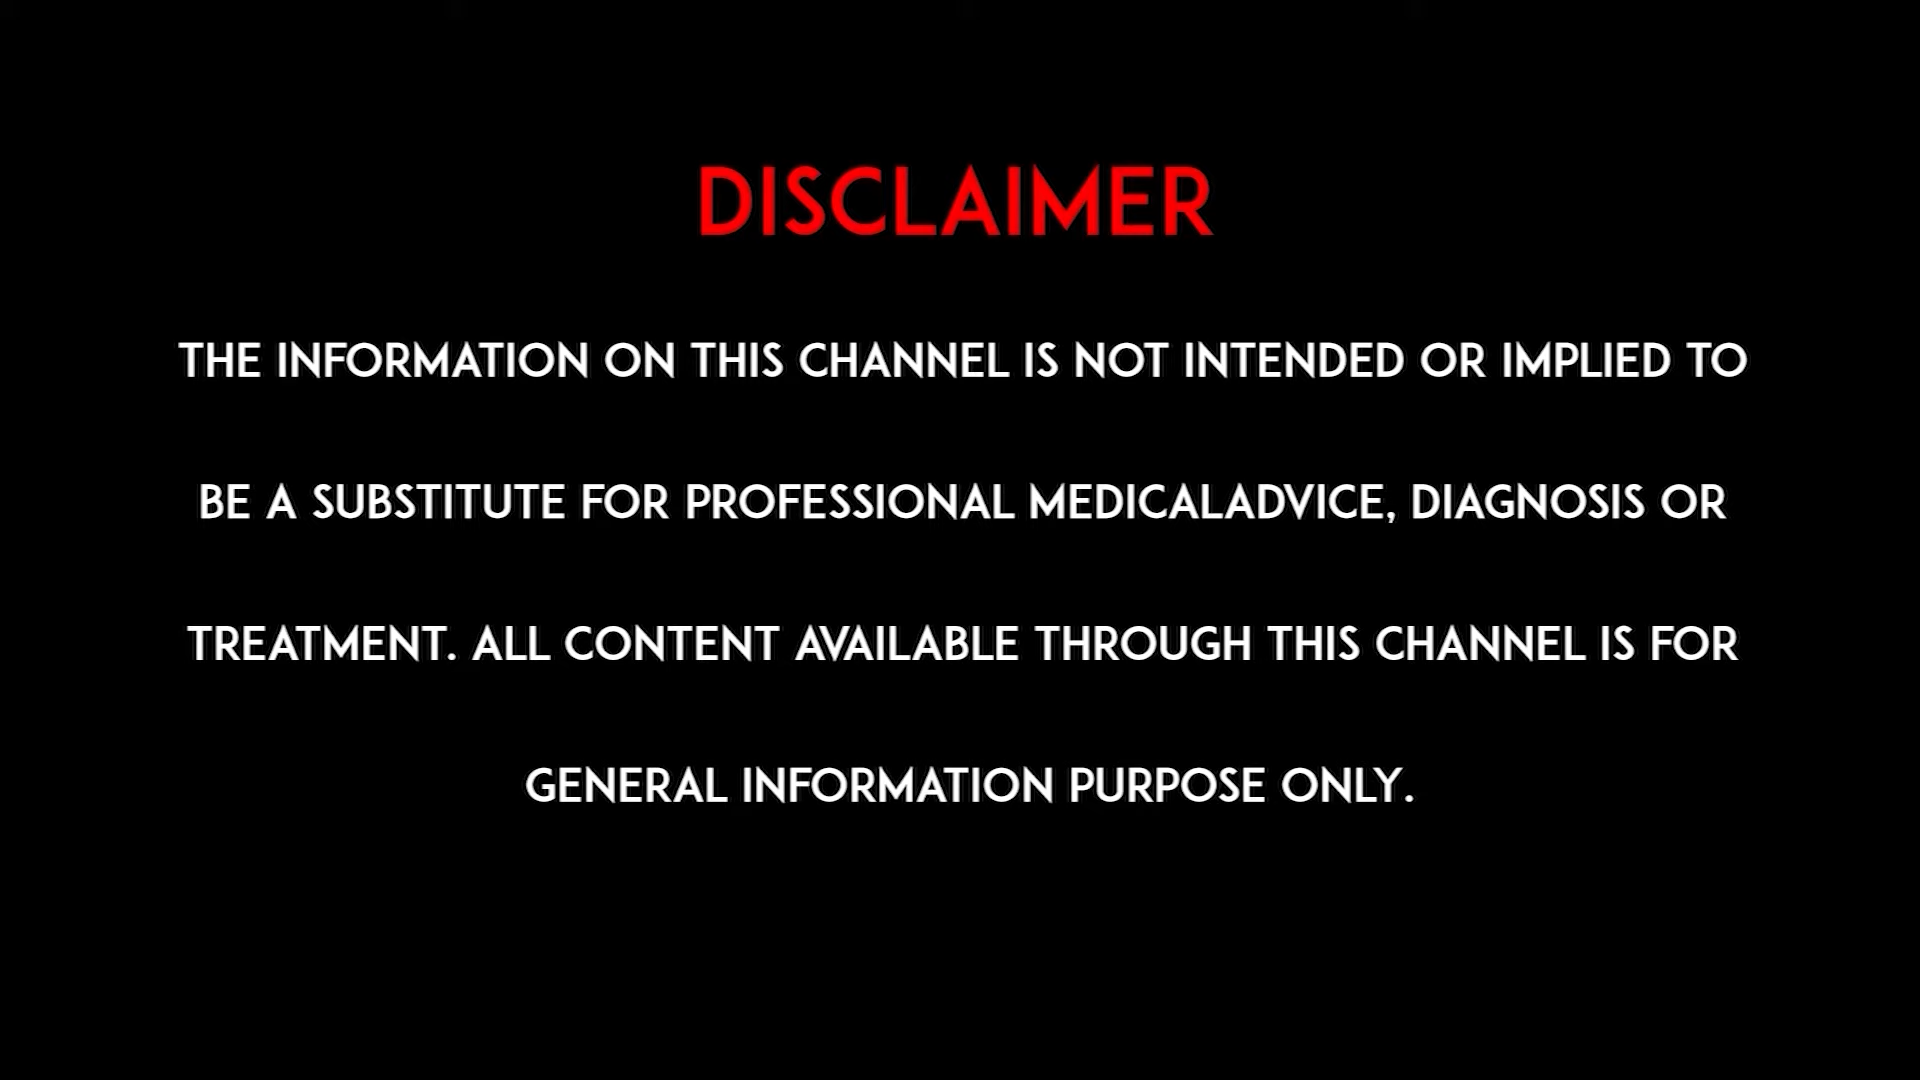 DISCLAIMER
THE INFORMATION ON THIS CHANNEL IS NOT INTENDED OR IMPLIED TO
BE A SUBSTITUTE FOR PROFESSIONAL MEDICALADVICE, DIAGNOSIS OR
TREATMENT. ALL CONTENT AVAILABLE THROUGH THIS CHANNEL IS FOR
GENERAL INFORMATION PURPOSE ONLY.